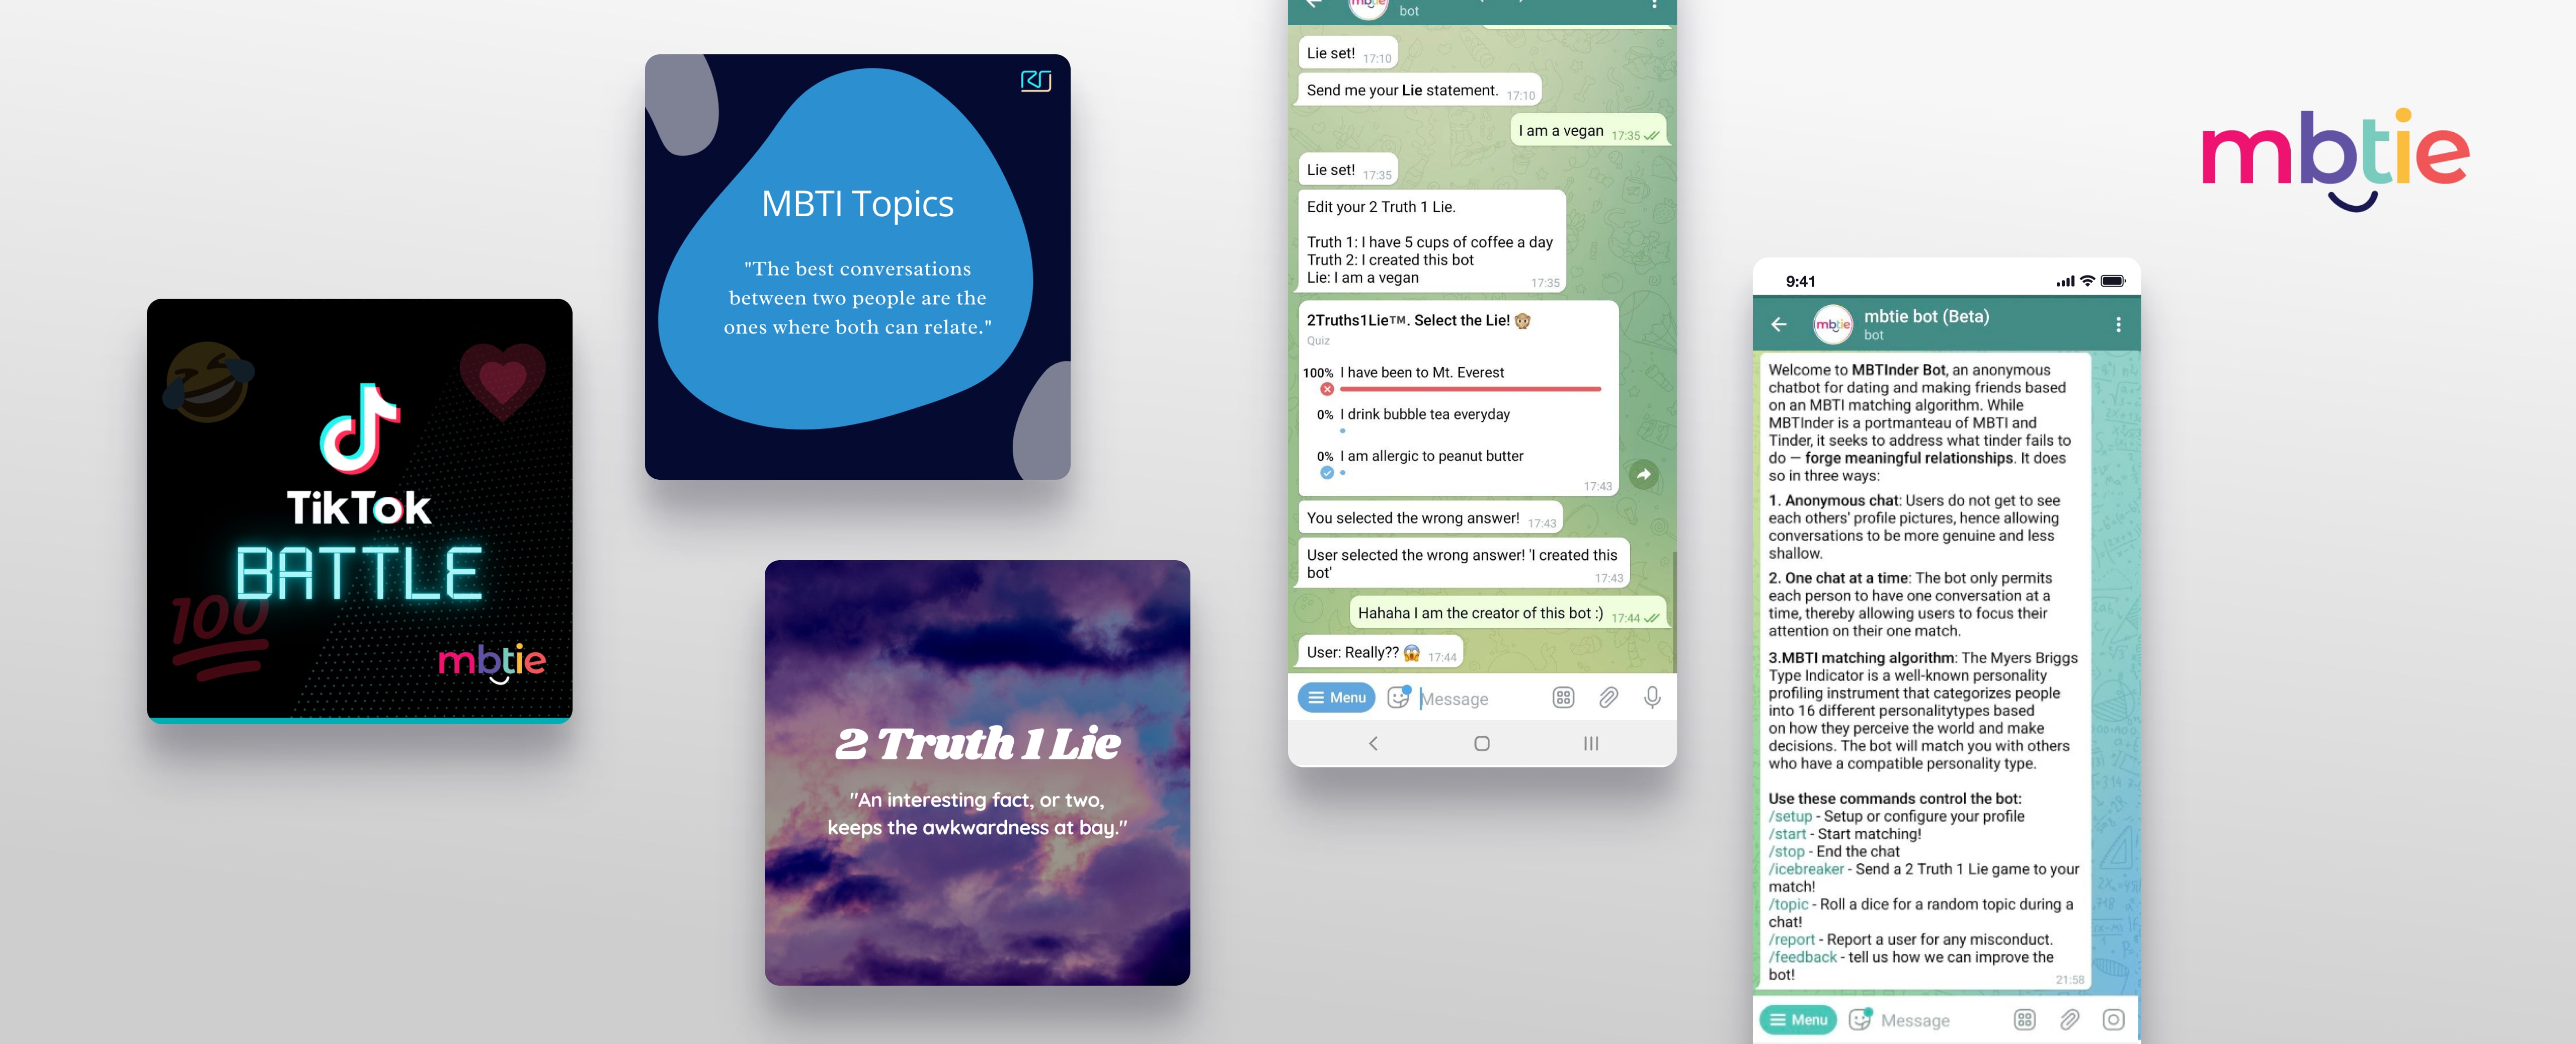 TikTok
BATTLE
100
mbtie
MBTI Topics
"The best conversations
between two people are the
ones where both can relate."
2 Truth 1 Lie
"An interesting fact, or two,
keeps the awkwardness at bay."
bot
Lie set! 17:10
Send me your Lie statement. 17:10
I am a vegan 17:35
Lie set! 17:35
Edit your 2 Truth 1 Lie.
Truth 1: I have 5 cups of coffee a day
Truth 2: I created this bot
Lie: I am a vegan 17:35
2Truths1Lie™. Select the Lie! 🙊
Quiz
100% I have been to Mt. Everest
0% I drink bubble tea everyday
0% I am allergic to peanut butter
17:43
You selected the wrong answer! 17:43
User selected the wrong answer! 'I created this
bot' 17:43
Hahaha I am the creator of this bot :) 17:44
User: Really?? 😱 17:44
Menu Message
mbtie
9:41
mbtie
mbtie bot (Beta)
bot
Welcome to MBTInder Bot, an anonymous
chatbot for dating and making friends based
on an MBTI matching algorithm. While
MBTInder is a portmanteau of MBTI and
Tinder, it seeks to address what tinder fails to
do — forge meaningful relationships. It does
so in three ways:
1. Anonymous chat: Users do not get to see
each others' profile pictures, hence allowing
conversations to be more genuine and less
shallow.
2. One chat at a time: The bot only permits
each person to have one conversation at a
time, thereby allowing users to focus their
attention on their one match.
3.MBTI matching algorithm: The Myers Briggs
Type Indicator is a well-known personality
profiling instrument that categorizes people
into 16 different personalitytypes based
on how they perceive the world and make
decisions. The bot will match you with others
who have a compatible personality type.
Use these commands control the bot:
/setup - Setup or configure your profile
/start - Start matching!
/stop - End the chat
/icebreaker - Send a 2 Truth 1 Lie game to your
match!
/topic - Roll a dice for a random topic during a
chat!
/report - Report a user for any misconduct.
/feedback - tell us how we can improve the
bot! 21:58
Menu Message